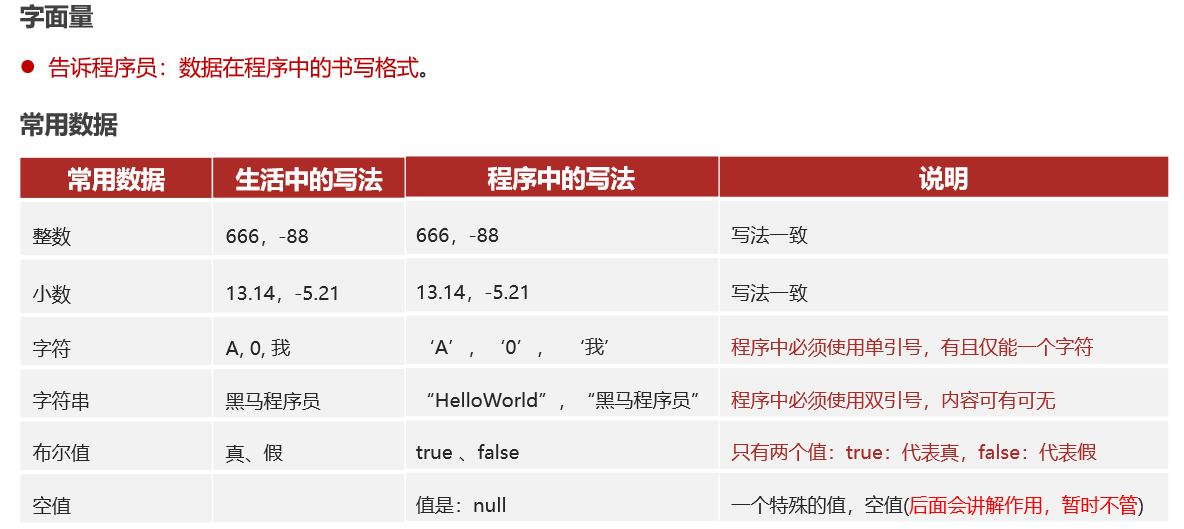 字面量
告诉程序员：数据在程序中的书写格式。
常用数据
常用数据 生活中的写法 程序中的写法 说明
整数 666，-88 666，-88 写法一致
小数 13.14，-5.21 13.14，-5.21 写法一致
字符 A, 0, 我 ‘A’ ， ‘0’ ， ‘我’ 程序中必须使用单引号，有且仅能一个字符
字符串 黑马程序员 “HelloWorld” ，“黑马程序员” 程序中必须使用双引号，内容可有可无
布尔值 真、假 true 、false 只有两个值：true：代表真，false：代表假
空值 值是：null 一个特殊的值，空值(后面会讲解作用，暂时不管)